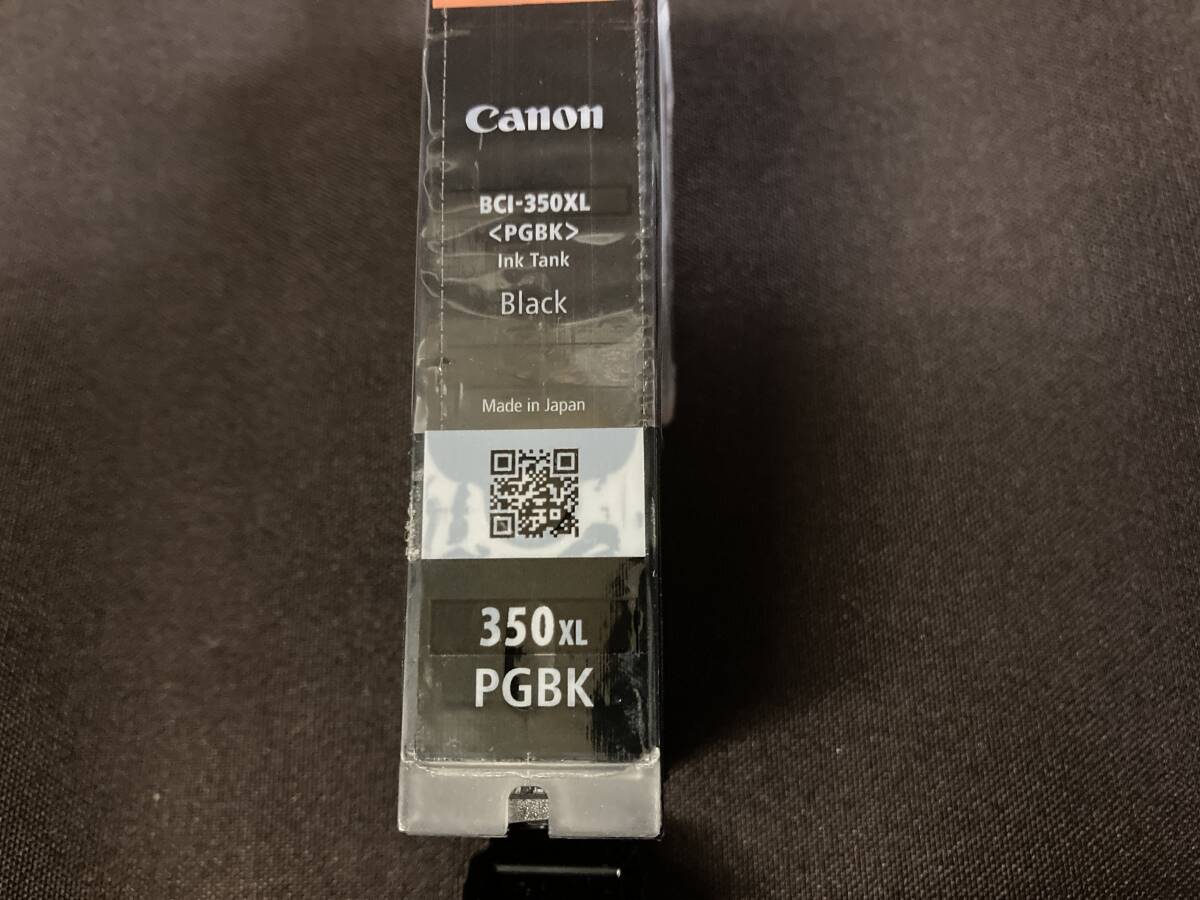 Canon
BCI-350XL
<PGBK>
Ink Tank
Black
Made in Japan
350XL
PGBK